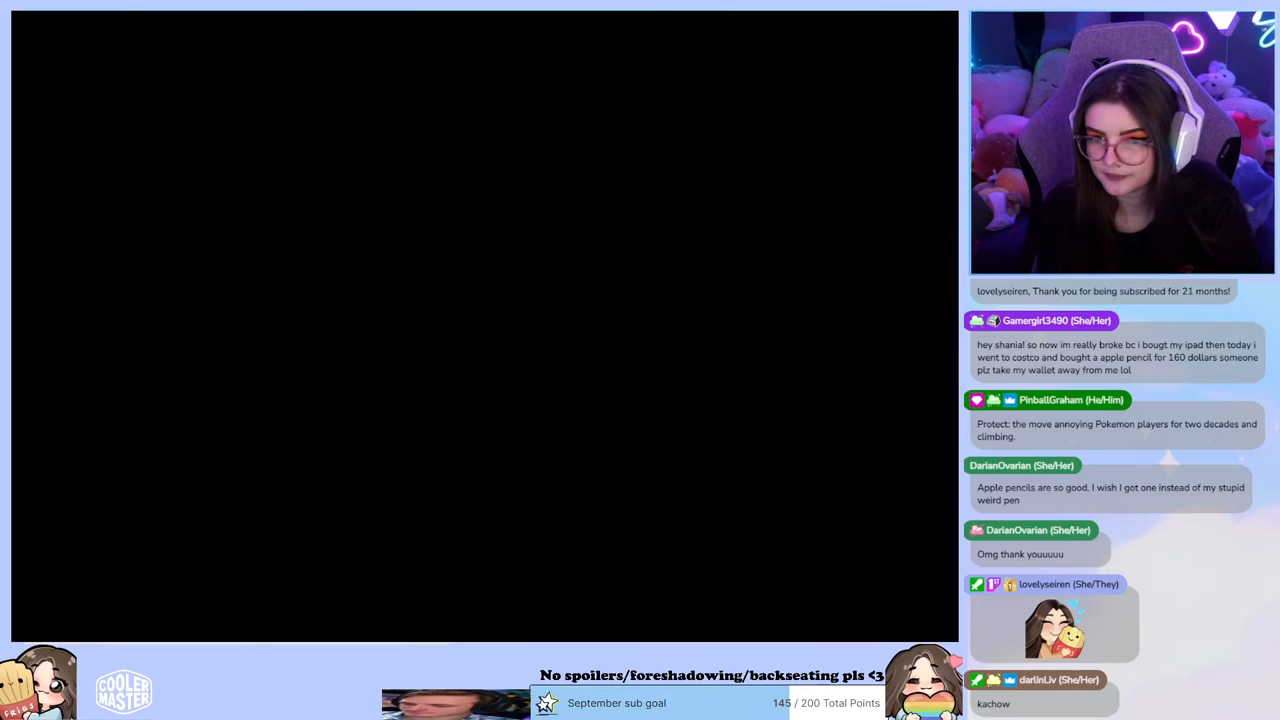 lovelyseiren, Thank you for being subscribed for 21 months!
Gamergirl3490 (She/Her)
hey shania! so now im really broke bc i bougt my ipad then today i
went to costco and bought a apple pencil for 160 dollars someone
plz take my wallet away from me lol
PinballGraham (He/Him)
Protect: the move annoying Pokemon players for two decades and
climbing.
DarianOvarian (She/Her)
Apple pencils are so good. I wish I got one instead of my stupid
weird pen
DarianOvarian (She/Her)
Omg thank youuuuu
1ST lovelyseiren (She/They)
darlinLiv (She/Her)
kachow
No spoilers/foreshadowing/backseating pls <3
September sub goal 145 / 200 Total Points
COOLER
MASTER
FRIES